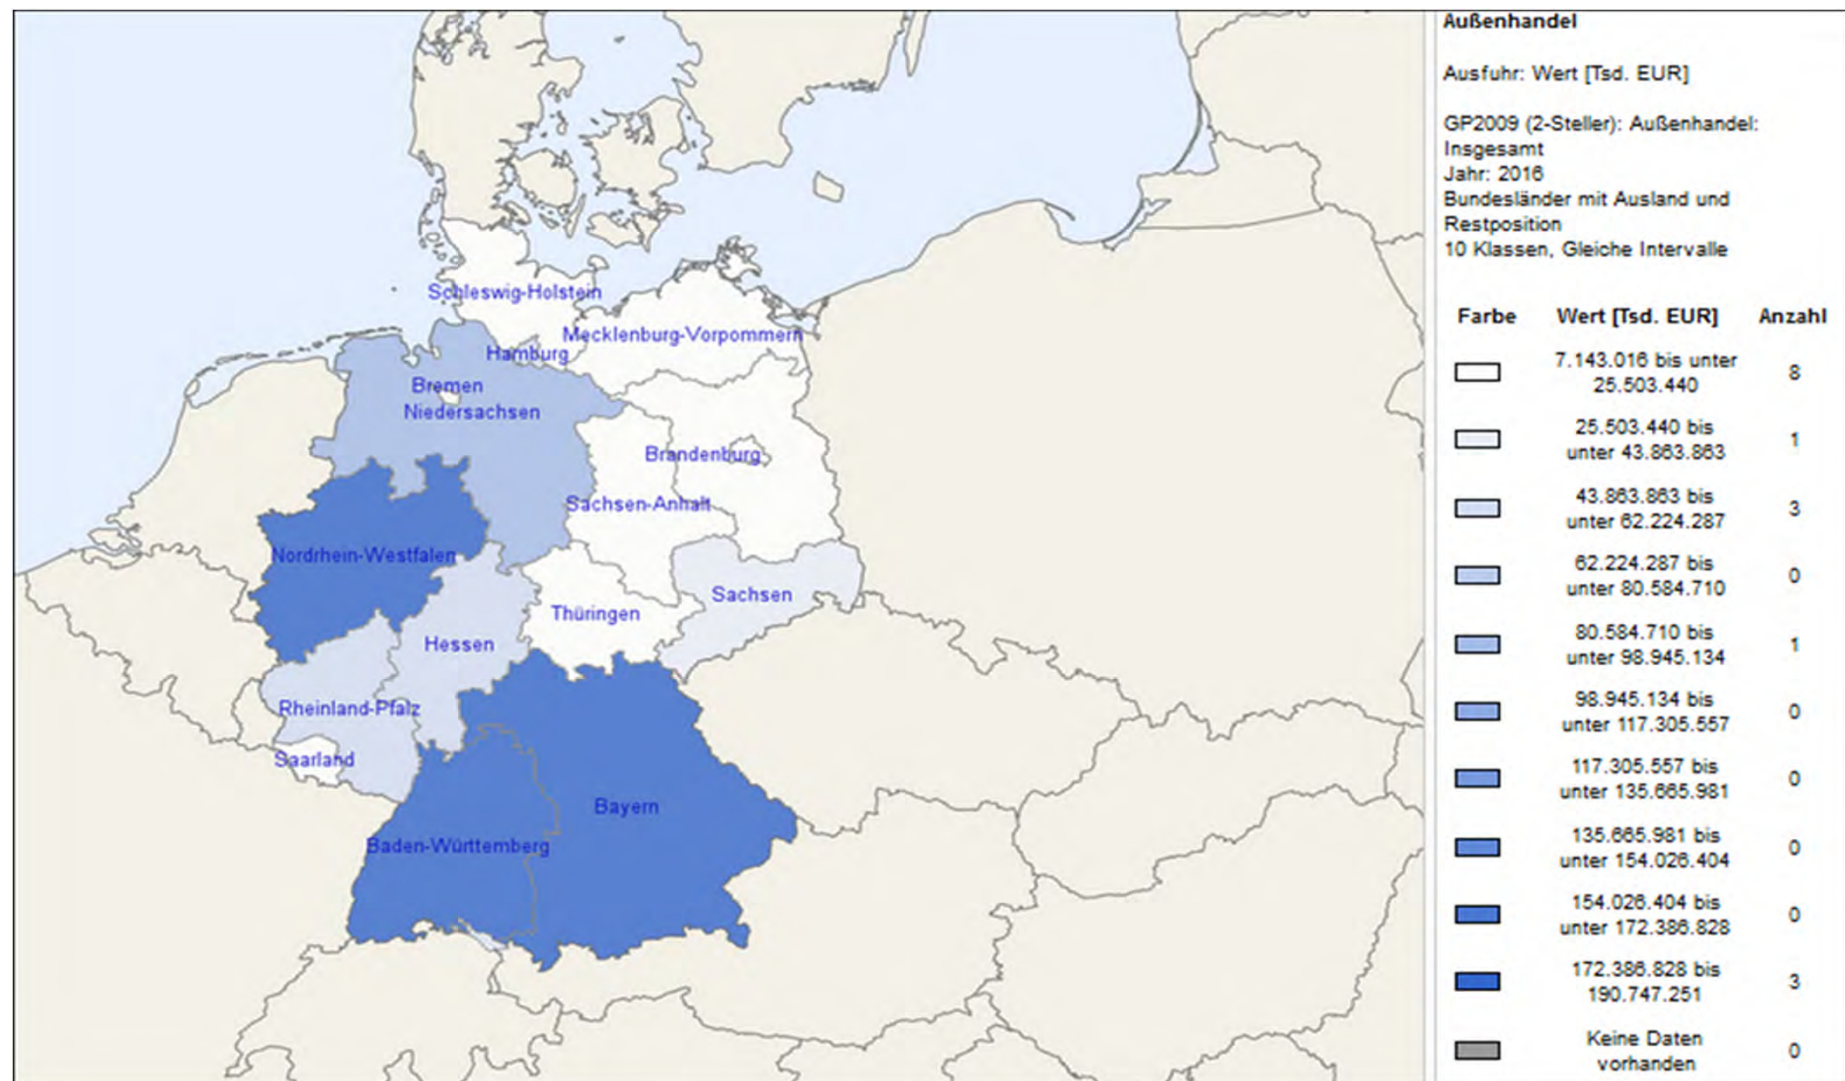 Schleswig-Holstein
Mecklenburg-Vorpommern
Hamburg
Bremen
Niedersachsen
Brandenburg
Sachsen-Anhalt
Nordrhein-Westfalen
Sachsen
Thüringen
Hessen
Rheinland-Pfalz
Saarland
Bayern
Baden-Württemberg
Außenhandel
Ausfuhr: Wert [Tsd. EUR]
GP2009 (2-Steller): Außenhandel:
Insgesamt
Jahr: 2016
Bundesländer mit Ausland und
Restposition
10 Klassen, Gleiche Intervalle
Farbe Wert [Tsd. EUR] Anzahl
7.143.016 bis unter
25.503.440 8
25.503.440 bis
unter 43.863.863 1
43.863.863 bis
unter 62.224.287 3
62.224.287 bis
unter 80.584.710 0
80.584.710 bis
unter 98.945.134 1
98.945.134 bis
unter 117.305.557 0
117.305.557 bis
unter 135.665.981 0
135.665.981 bis
unter 154.026.404 0
154.026.404 bis
unter 172.386.828 0
172.386.828 bis
190.747.251 3
Keine Daten
vorhanden 0